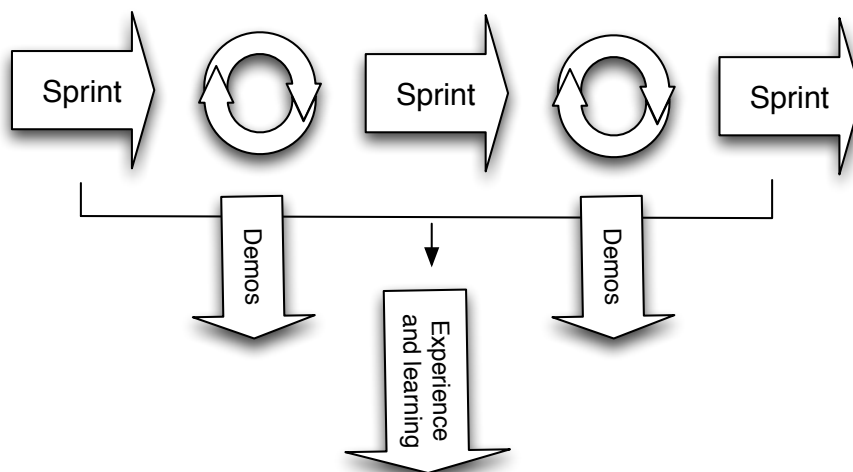 Sprint
Sprint
Sprint
Demos
Demos
Experience
and learning